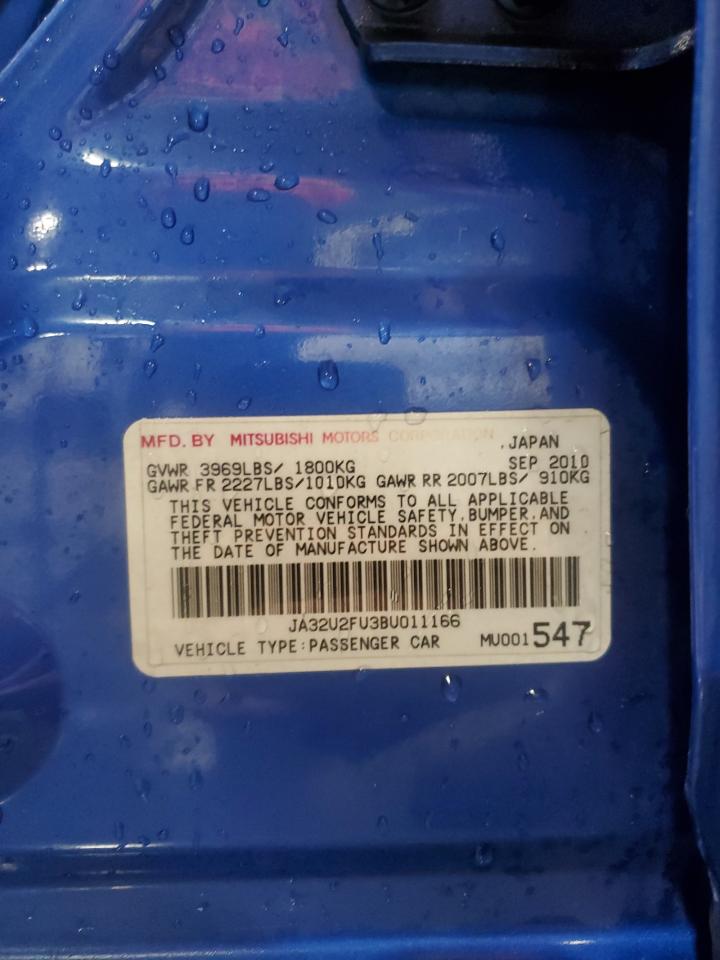 MFD. BY MITSUBISHI MOTORS CORPORATION , JAPAN
GVWR 3969LBS/ 1800KG SEP 2010
GAWR FR 2227LBS/1010KG GAWR RR 2007LBS/ 910KG
THIS VEHICLE CONFORMS TO ALL APPLICABLE
FEDERAL MOTOR VEHICLE SAFETY,BUMPER,AND
THEFT PREVENTION STANDARDS IN EFFECT ON
THE DATE OF MANUFACTURE SHOWN ABOVE.
JA32U2FU3BU011166
VEHICLE TYPE:PASSENGER CAR MU001547